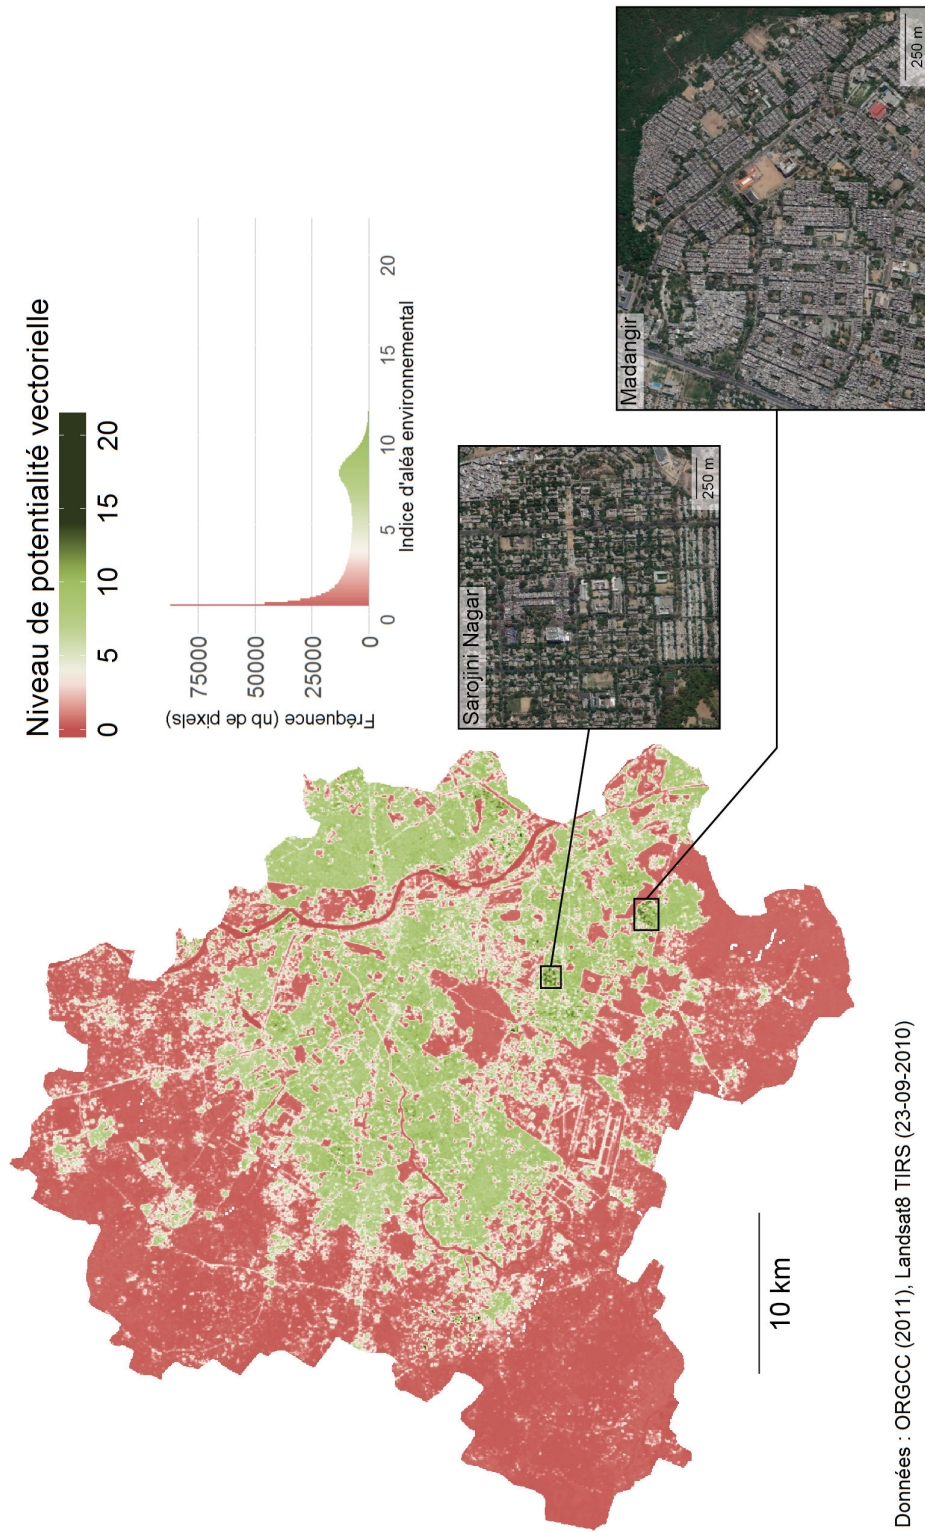 Niveau de potentialité vectorielle
0 5 10 15 20
Fréquence (nb de pixels)
75000
50000
25000
0
0 5 10 15 20
Indice d'aléa environnemental
Sarojini Nagar
250 m
Madangir
250 m
10 km
Données : ORGCC (2011), Landsat8 TIRS (23-09-2010)